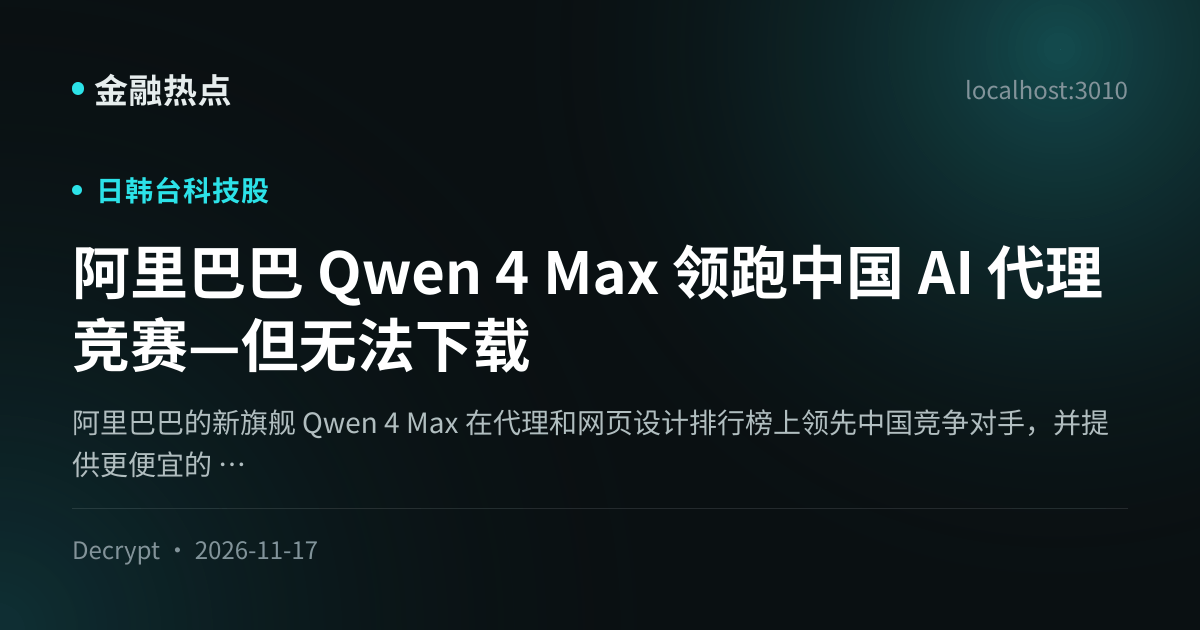 金融热点
localhost:3010
日韩台科技股
阿里巴巴 Qwen 4 Max 领跑中国 AI 代理
竞赛—但无法下载
阿里巴巴的新旗舰 Qwen 4 Max 在代理和网页设计排行榜上领先中国竞争对手，并提
供更便宜的 …
Decrypt · 2026-11-17